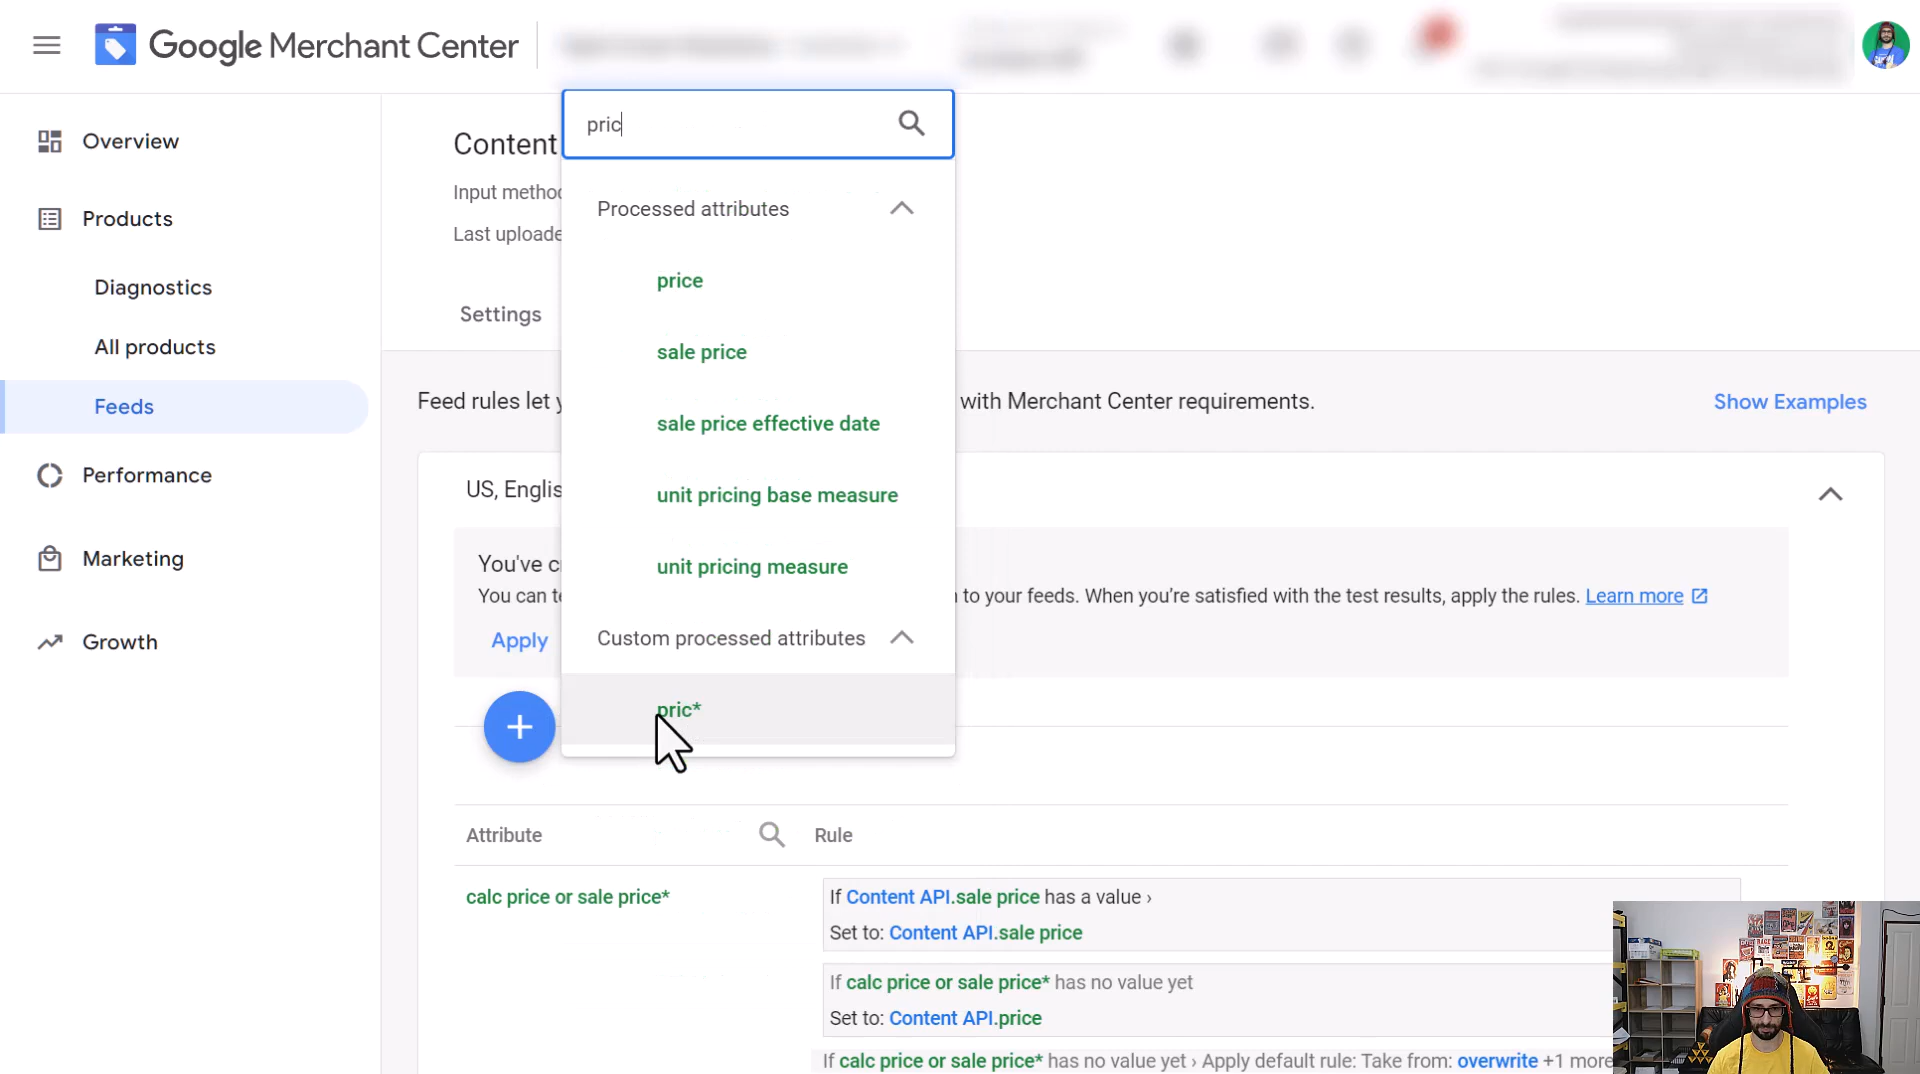 Google Merchant Center
pric
Overview
Products
Diagnostics
All products
Feeds
Performance
Marketing
Growth
Content
Input method
Last uploade
Settings
Processed attributes
price
sale price
sale price effective date
unit pricing base measure
unit pricing measure
Custom processed attributes
pric*
Feed rules let y with Merchant Center requirements.
Show Examples
US, Englis
You've c
You can te to your feeds. When you're satisfied with the test results, apply the rules. Learn more
Apply
Attribute Rule
calc price or sale price*
If Content API.sale price has a value ›
Set to: Content API.sale price
If calc price or sale price* has no value yet
Set to: Content API.price
If calc price or sale price* has no value yet › Apply default rule: Take from: overwrite +1 more